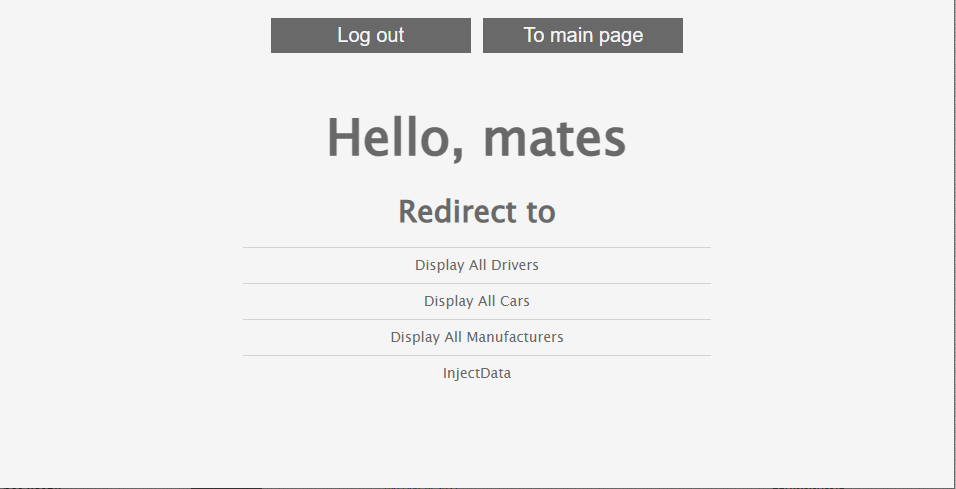 Log out
To main page
Hello, mates
Redirect to
Display All Drivers
Display All Cars
Display All Manufacturers
InjectData